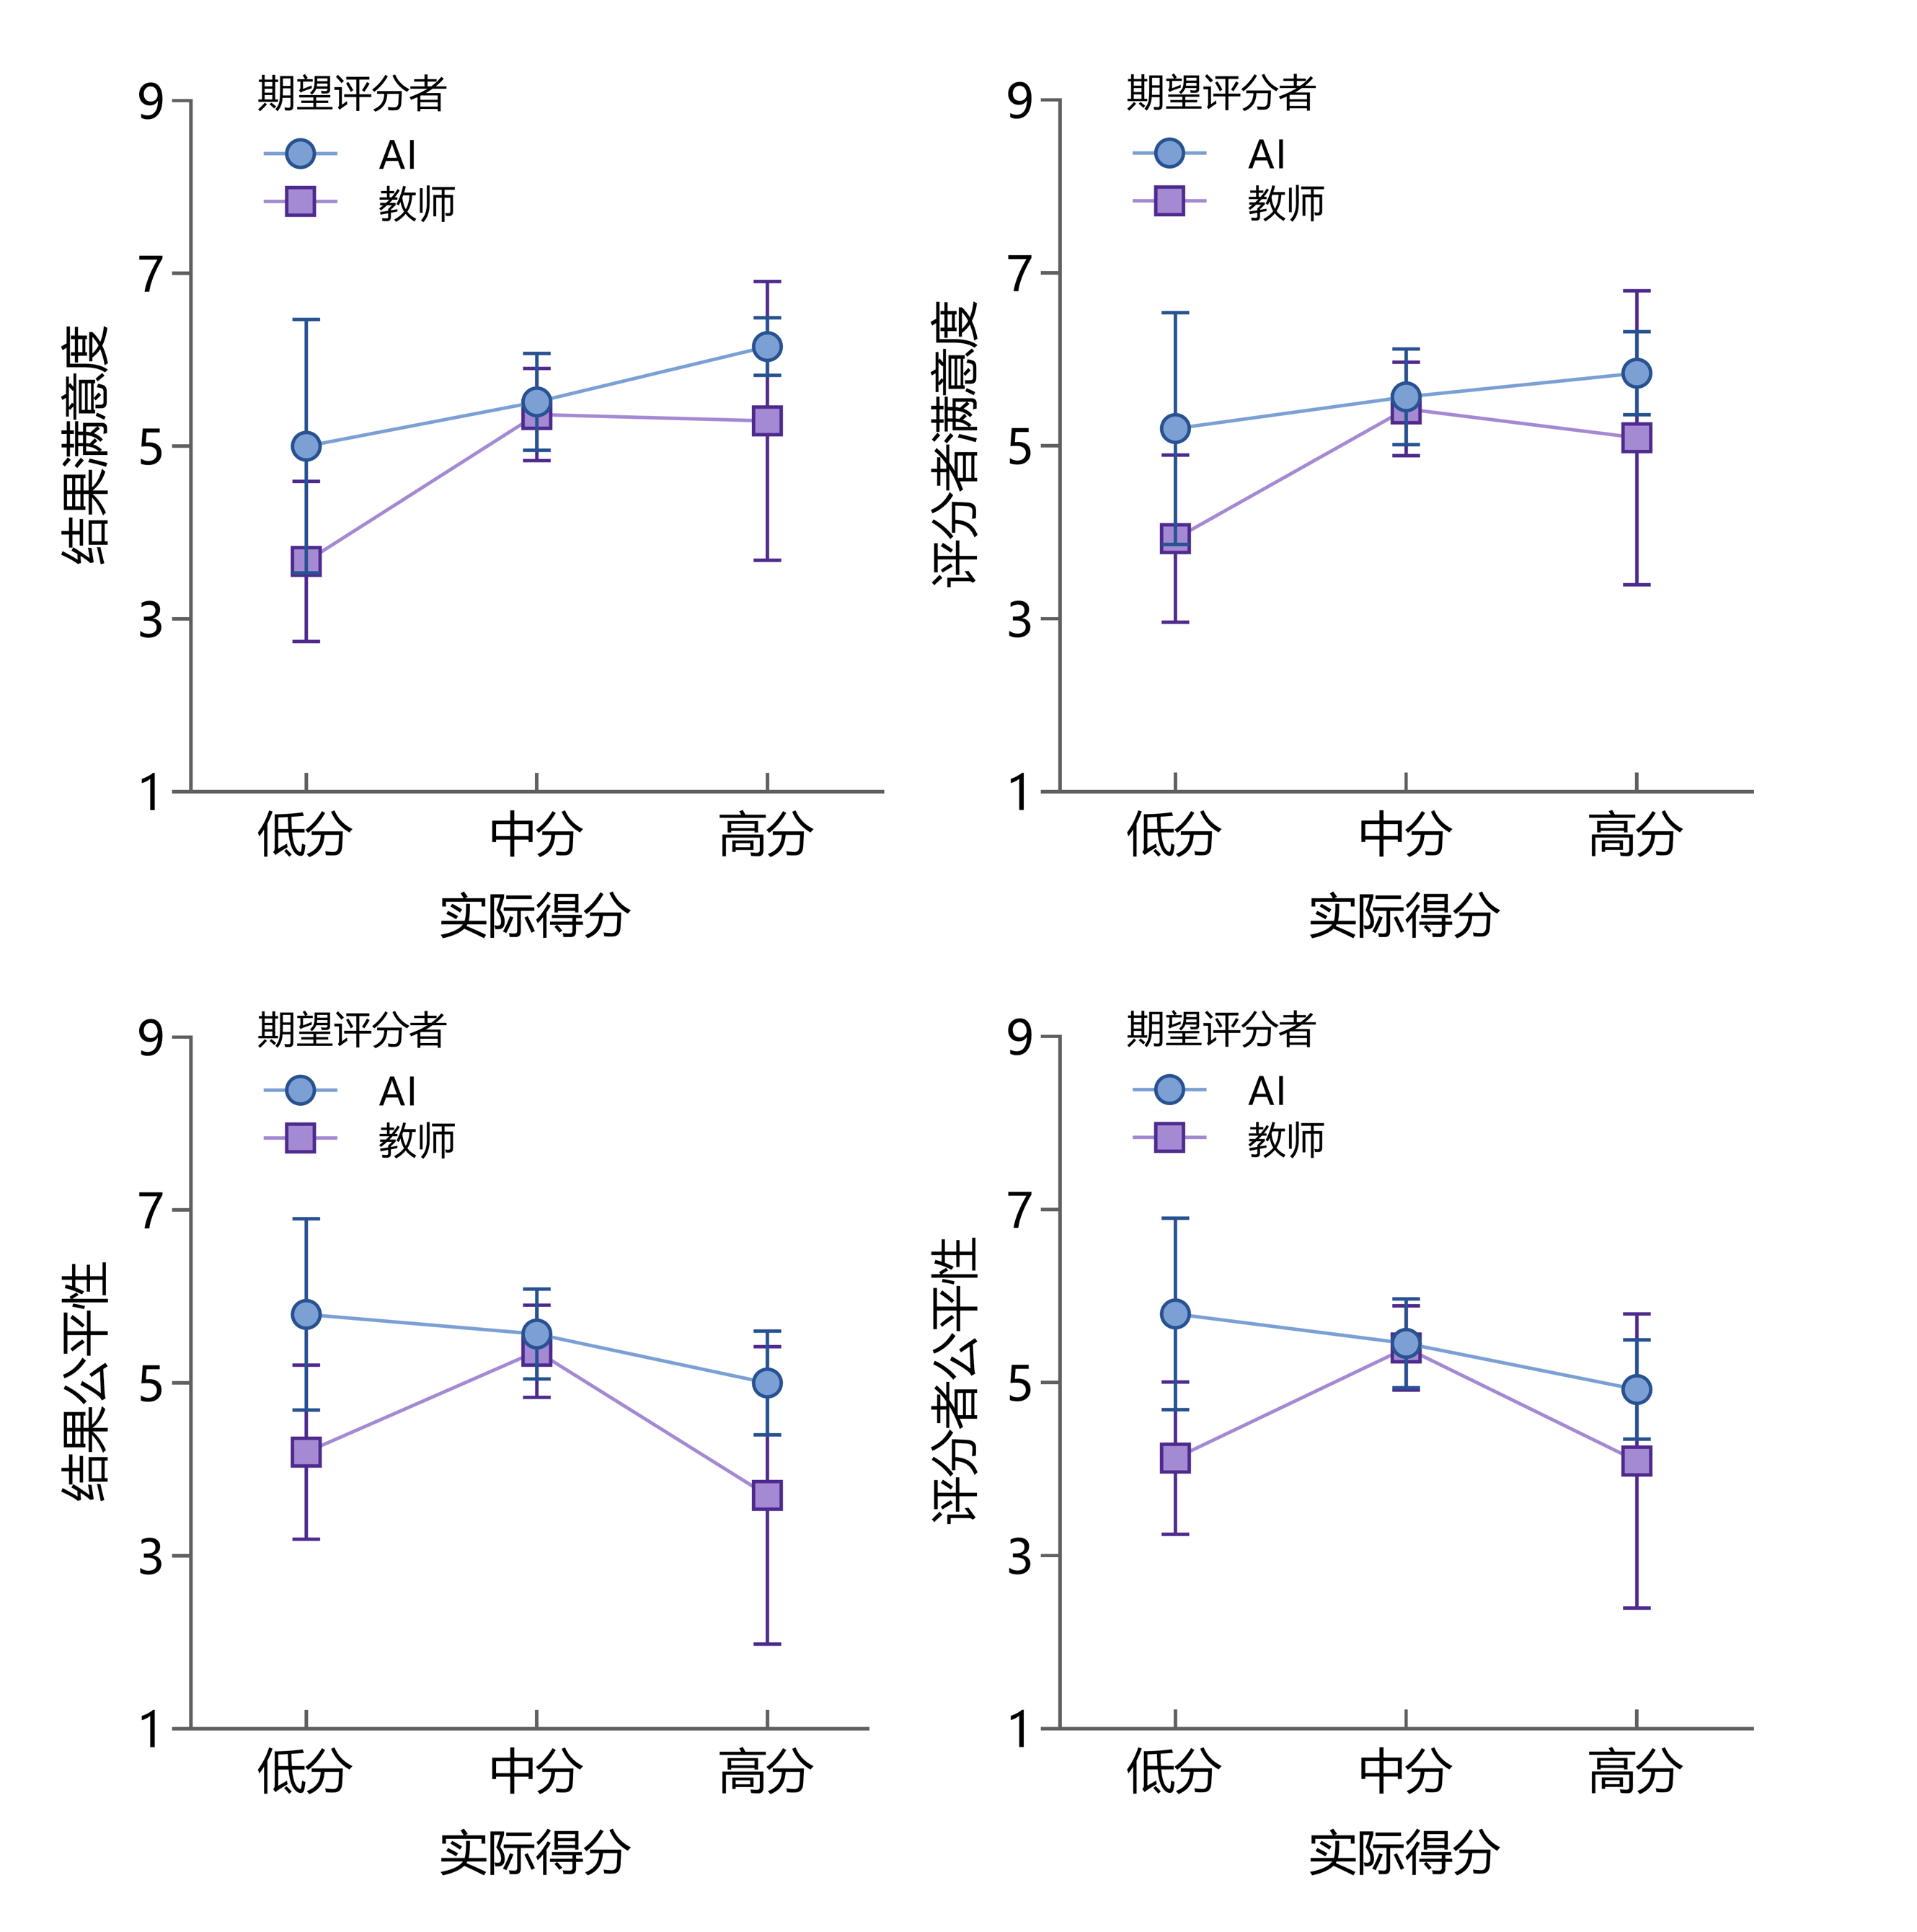 9
7
5
3
1
结果满意度
期望评分者
AI
教师
低分
中分
高分
实际得分
9
7
5
3
1
评分者满意度
期望评分者
AI
教师
低分
中分
高分
实际得分
9
7
5
3
1
结果公平性
期望评分者
AI
教师
低分
中分
高分
实际得分
9
7
5
3
1
评分者公平性
期望评分者
AI
教师
低分
中分
高分
实际得分